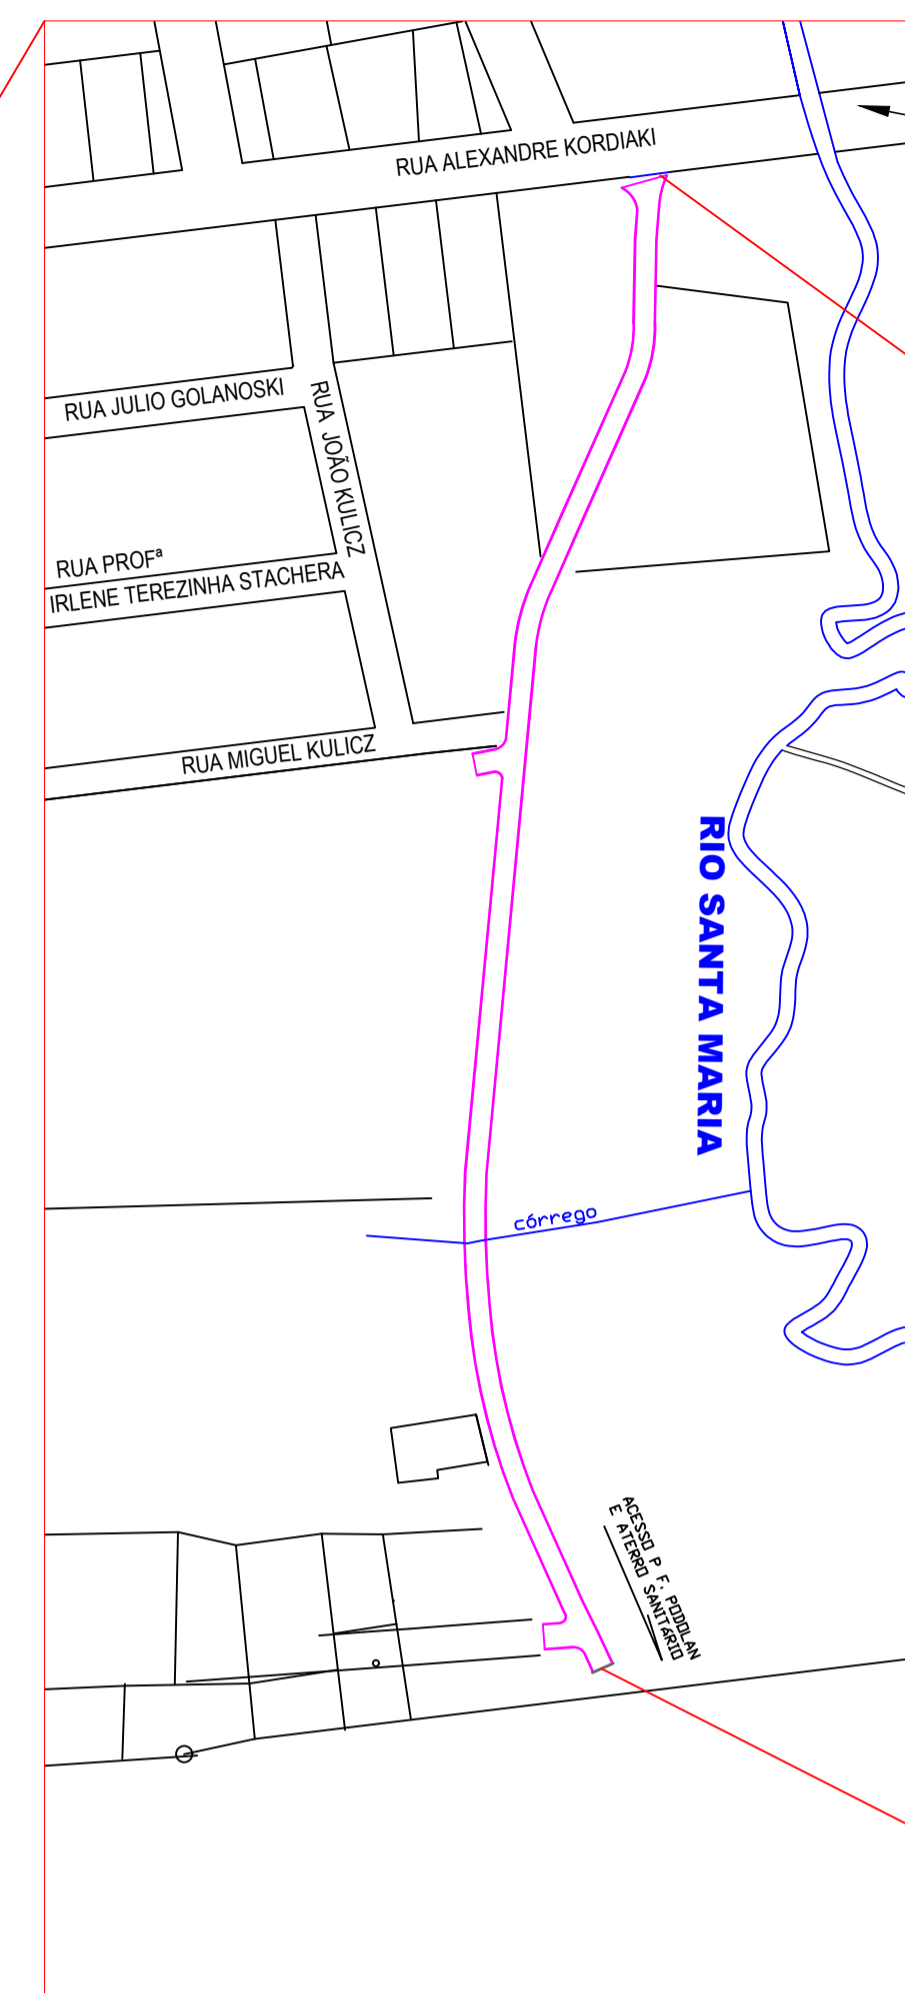 RUA ALEXANDRE KORDIAKI
RUA JULIO GOLANOSKI
RUA JOÃO KULICZ
RUA PROFª
IRLENE TEREZINHA STACHERA
RUA MIGUEL KULICZ
RIO SANTA MARIA
córrego
ACESSO P F. PODOLAN
E ATERRO SANITÁRIO